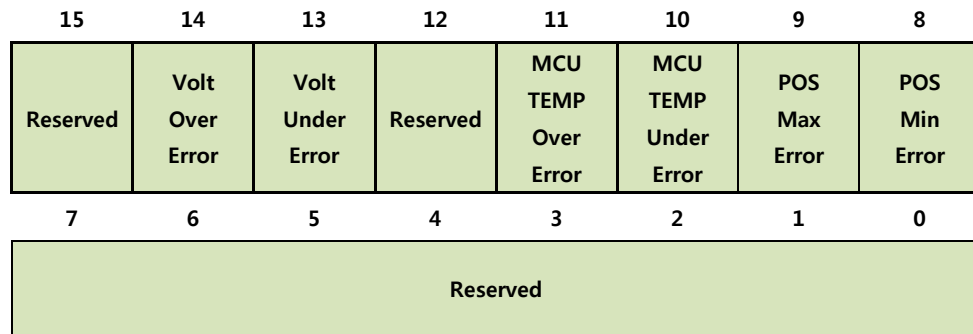 15 14 13 12 11 10 9 8
Reserved
Volt
Over
Error
Volt
Under
Error
Reserved
MCU
TEMP
Over
Error
MCU
TEMP
Under
Error
POS
Max
Error
POS
Min
Error
7 6 5 4 3 2 1 0
Reserved